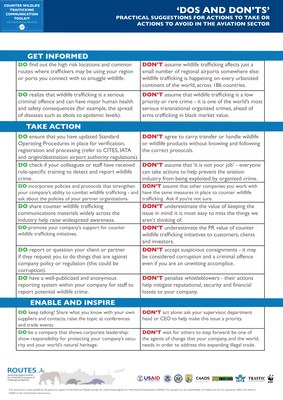 COUNTER WILDLIFE
TRAFFICKING
COMMUNICATION
TOOLKIT
'DOS AND DON'TS'
PRACTICAL SUGGESTIONS FOR ACTIONS TO TAKE OR
ACTIONS TO AVOID IN THE AVIATION SECTOR
GET INFORMED
DO find out the high risk locations and common
routes where traffickers may be using your region
or ports you connect with to smuggle wildlife.
DON'T assume wildlife trafficking affects just a
small number of regional airports somewhere else
wildlife trafficking is happening on every inhabited
continent of the world, across 186 countries.
DO realize that wildlife trafficking is a serious
criminal offence and can have major human health
and safety consequences (for example, the spread
of diseases such as ebola to epidemic levels).
DON'T assume that wildlife trafficking is a low
priority or rare crime - it is one of the world's most
serious transnational organized crimes, ahead of
arms trafficking in black market value.
TAKE ACTION
DO ensure that you have updated Standard
Operating Procedures in place for verification,
registration and processing (refer to CITES, IATA
and origin/destination airport authority regulations).
DON'T agree to carry, transfer or handle wildlife
or wildlife products without knowing and following
the correct protocols.
DO check if your colleagues or staff have received
role-specific training to detect and report wildlife
crime.
DON'T assume that 'it is not your job' - everyone
can take actions to help prevent the aviation
industry from being exploited by organized crime.
DO incorporate policies and protocols that strengthen
your company's ability to combat wildlife trafficking - and
ask about the policies of your partner organizations
DON'T assume that other companies you work with
have the same measures in place to counter wildlife
trafficking. Ask if you're not sure.
DO share counter wildlife trafficking
communications materials widely across the
industry to help raise widespread awareness.
DON'T underestimate the value of keeping the
issue in mind: it is most easy to miss the things we
aren't thinking of.
DO promote your company's support for counter
wildlife trafficking initiatives.
DON'T underestimate the PR value of counter
wildlife trafficking initiatives to customers, clients
and investors.
DO report or question your client or partner
if they request you to do things that are against
company policy or regulation (this could be
corruption).
DON'T accept suspicious consignments - it may
be considered corruption and a criminal offence
even if you are an unwitting accomplice.
DO have a well-publicized and anonymous
reporting system within your company for staff to
report potential wildlife crime.
DON'T penalize whistleblowers - their actions
help mitigate reputational, security and financial
losses to your company.
ENABLE AND INSPIRE
DO keep talking! Share what you know with your own
suppliers and contacts, raise the topic at conferences
and trade events.
DON'T act alone: ask your supervisor, department
head or CEO to help make this issue a priority.
DO be a company that shows corporate leadership:
show responsibility for protecting your company's secu-
rity and your world's natural heritage.
DON'T wait for others to step forward: be one of
the agents of change that your company and the world,
needs in order to address this expanding illegal trade.
ROUTES
USAID
IATA
TRAFFIC
WWF